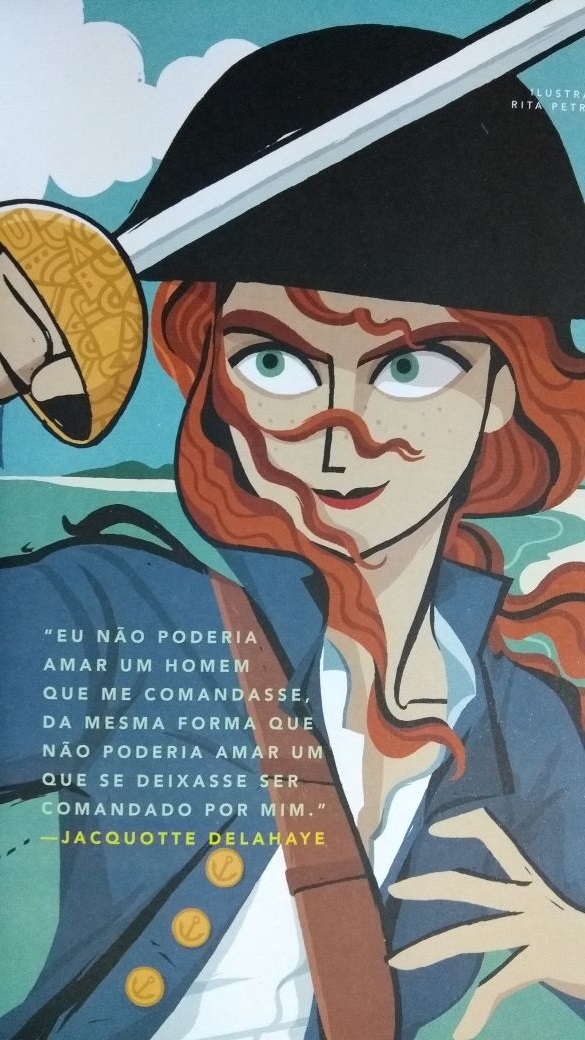 RITA
"EU NÃO PODERIA
AMAR UM HOMEM
QUE ME COMANDASSE,
DA MESMA FORMA QUE
NÃO PODERIA AMAR UM
QUE SE DEIXASSE SER
COMANDADO POR MIM."
—JACQUOTTE DELAHAYE